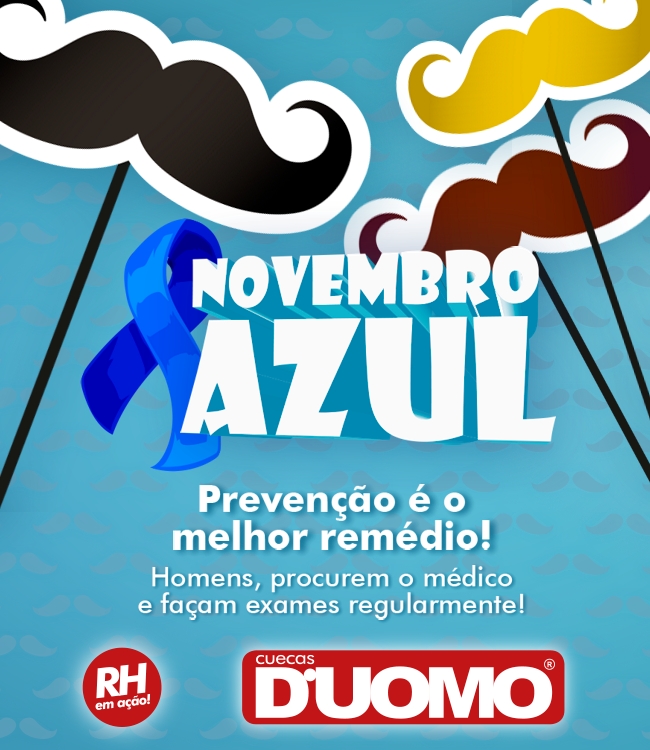 NOVEMBRO
AZUL
Prevenção é o
melhor remédio!
Homens, procurem o médico
e façam exames regularmente!
RH
em ação!
cuecas
D'UOMO®